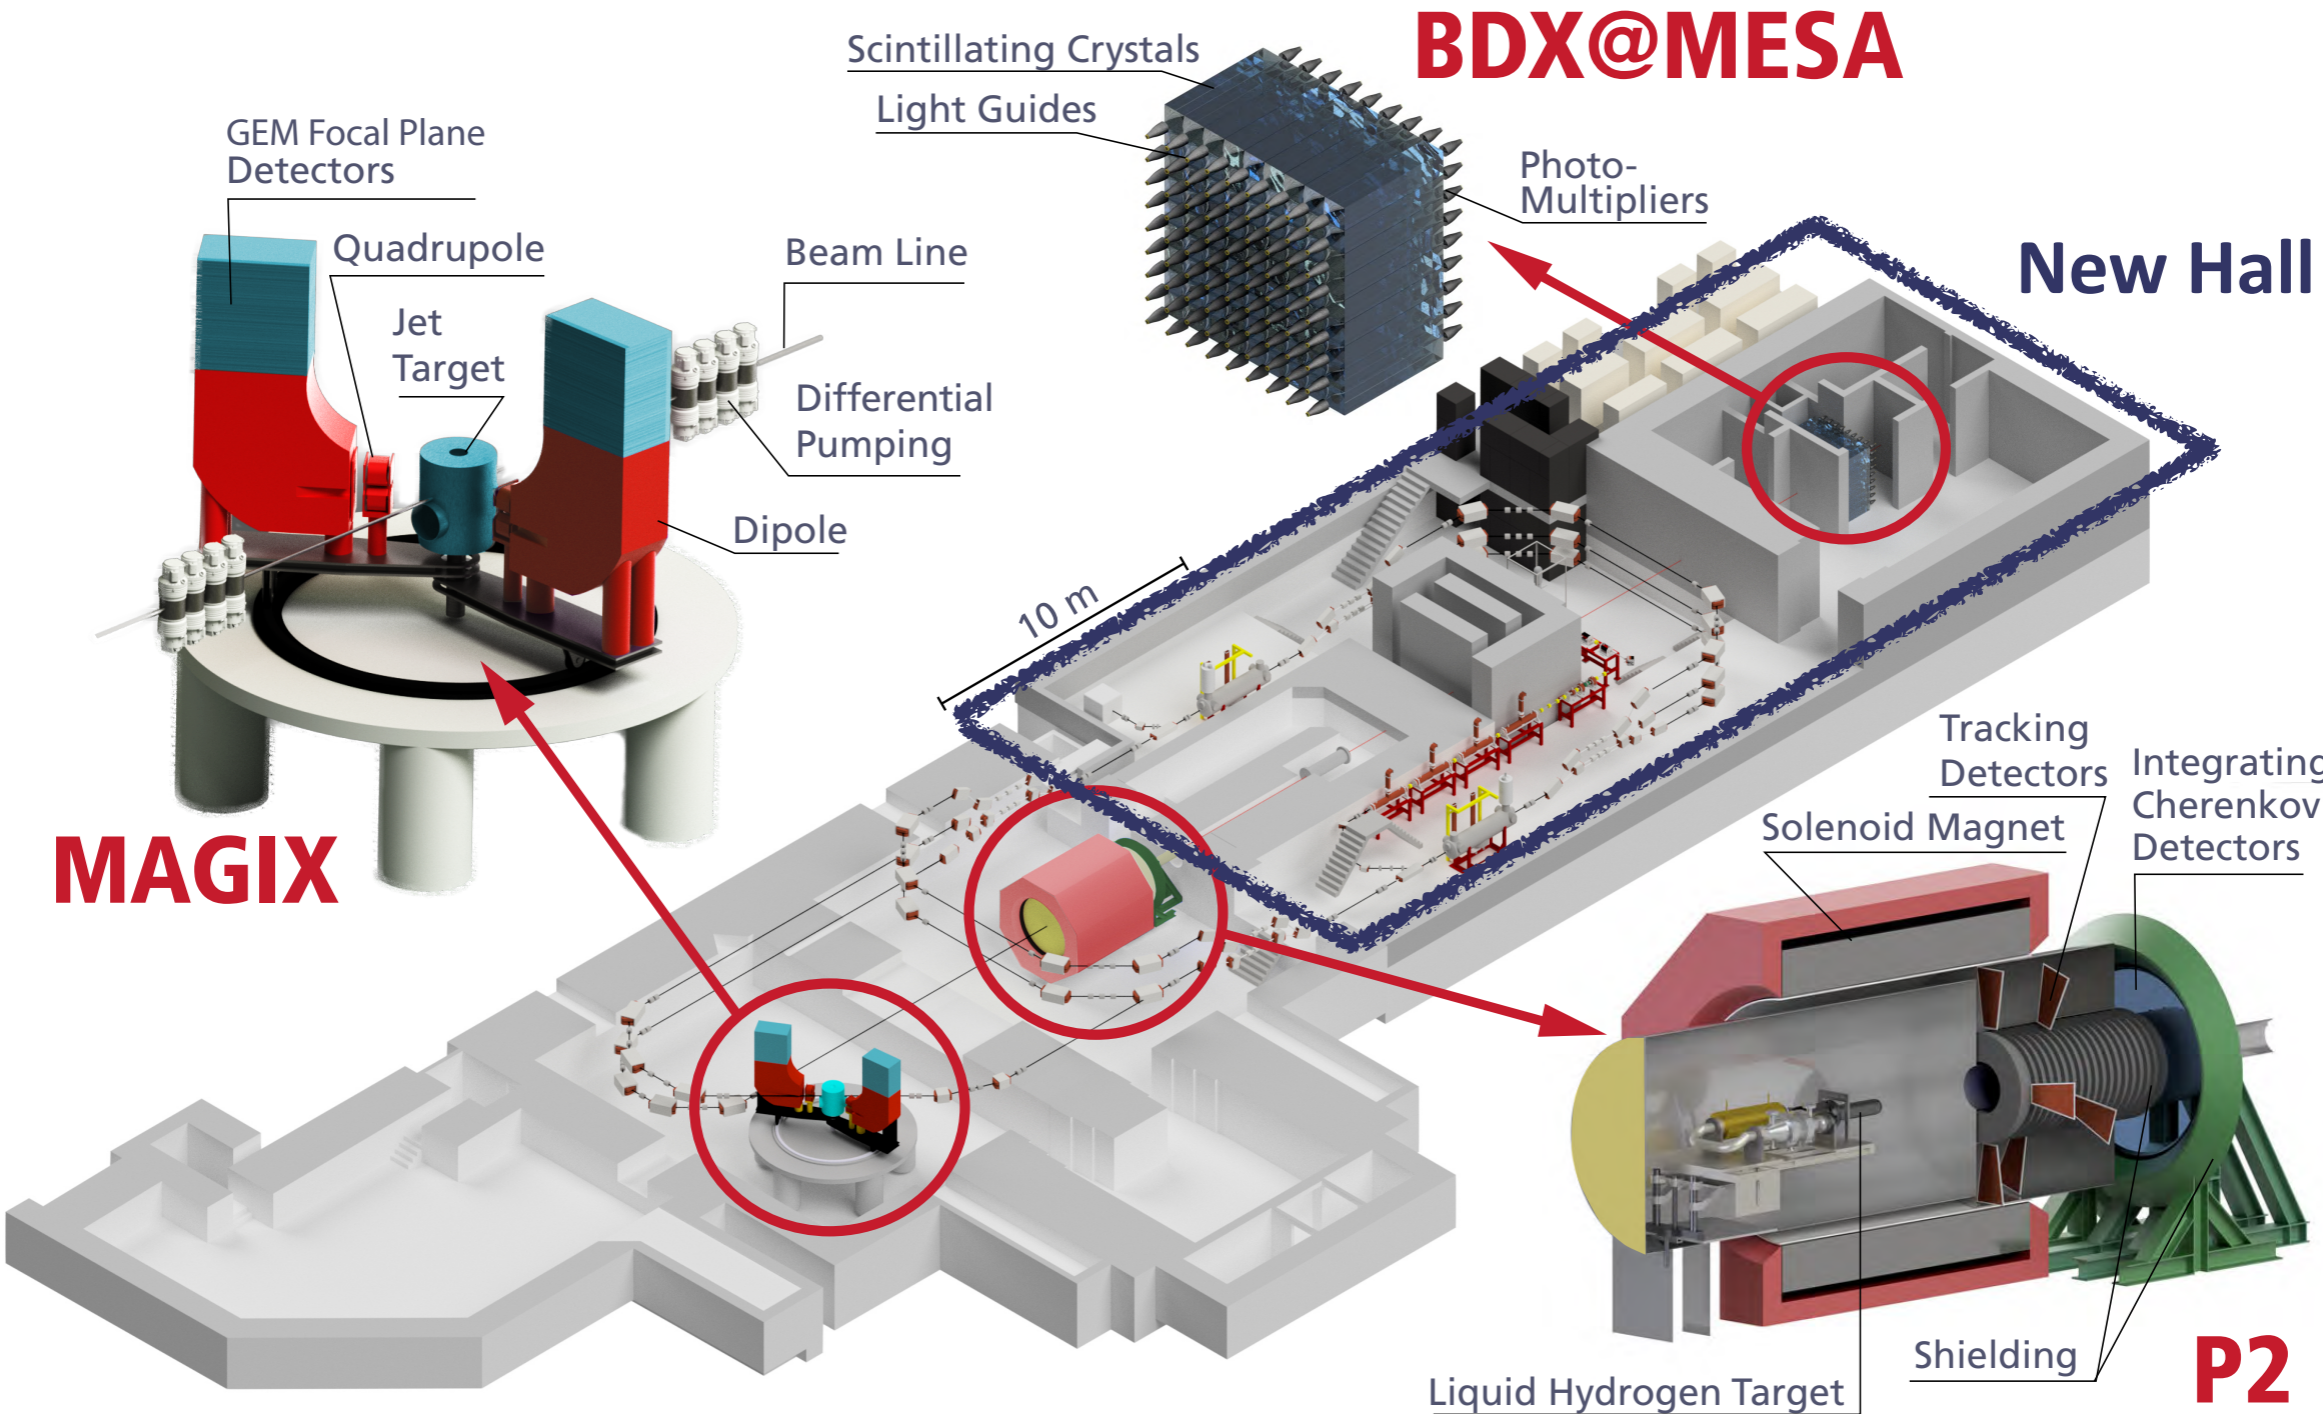 BDX@MESA
Scintillating Crystals
Light Guides
Photo-
Multipliers
GEM Focal Plane
Detectors
Quadrupole
Beam Line
Jet
Target
Differential
Pumping
Dipole
MAGIX
New Hall
10 m
Tracking
Detectors
Integrating
Cherenkov
Detectors
Solenoid Magnet
Shielding
Liquid Hydrogen Target
P2